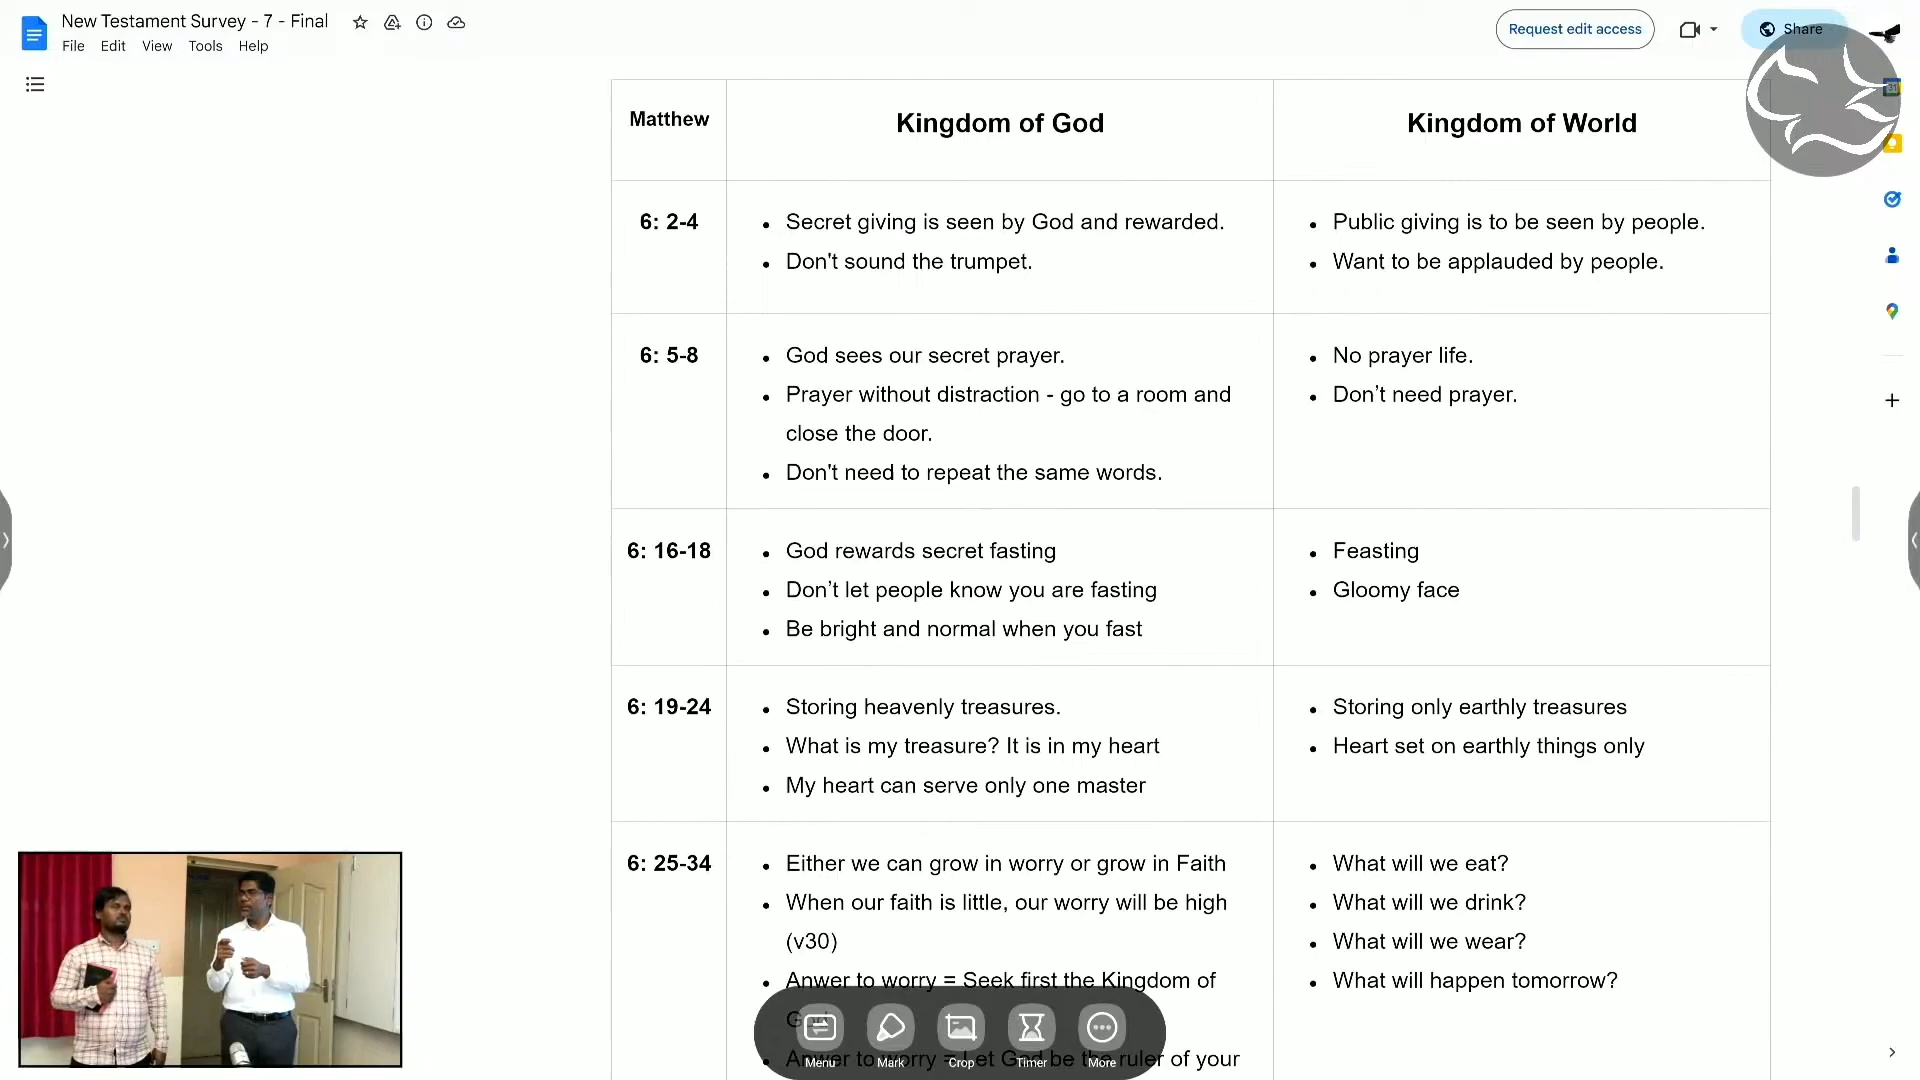 New Testament Survey - 7 - Final
File Edit View Tools Help
Request edit access
Share
Matthew
Kingdom of God
Kingdom of World
6: 2-4
Secret giving is seen by God and rewarded.
Don't sound the trumpet.
Public giving is to be seen by people.
Want to be applauded by people.
6: 5-8
God sees our secret prayer.
Prayer without distraction - go to a room and
close the door.
Don't need to repeat the same words.
No prayer life.
Don’t need prayer.
6: 16-18
God rewards secret fasting
Don’t let people know you are fasting
Be bright and normal when you fast
Feasting
Gloomy face
6: 19-24
Storing heavenly treasures.
What is my treasure? It is in my heart
My heart can serve only one master
Storing only earthly treasures
Heart set on earthly things only
6: 25-34
Either we can grow in worry or grow in Faith
When our faith is little, our worry will be high
(v30)
Anwer to worry = Seek first the Kingdom of
Anwer to worry = Let God be the ruler of your
What will we eat?
What will we drink?
What will we wear?
What will happen tomorrow?
Menu Mark Crop Timer More